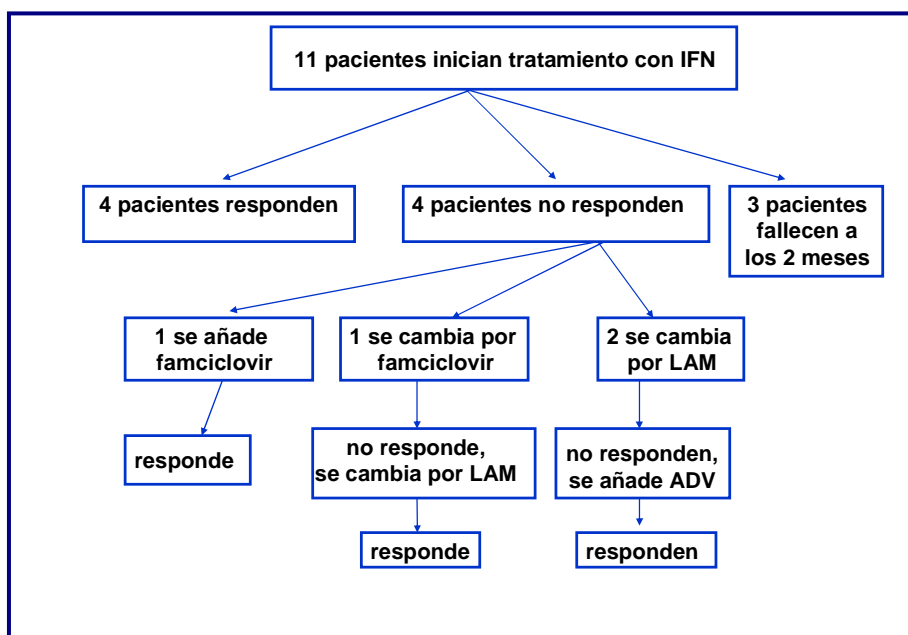 11 pacientes inician tratamiento con IFN
4 pacientes responden
4 pacientes no responden
3 pacientes
fallecen a
los 2 meses
1 se añade
famciclovir
1 se cambia por
famciclovir
2 se cambia
por LAM
responde
no responde,
se cambia por LAM
no responden,
se añade ADV
responde
responden